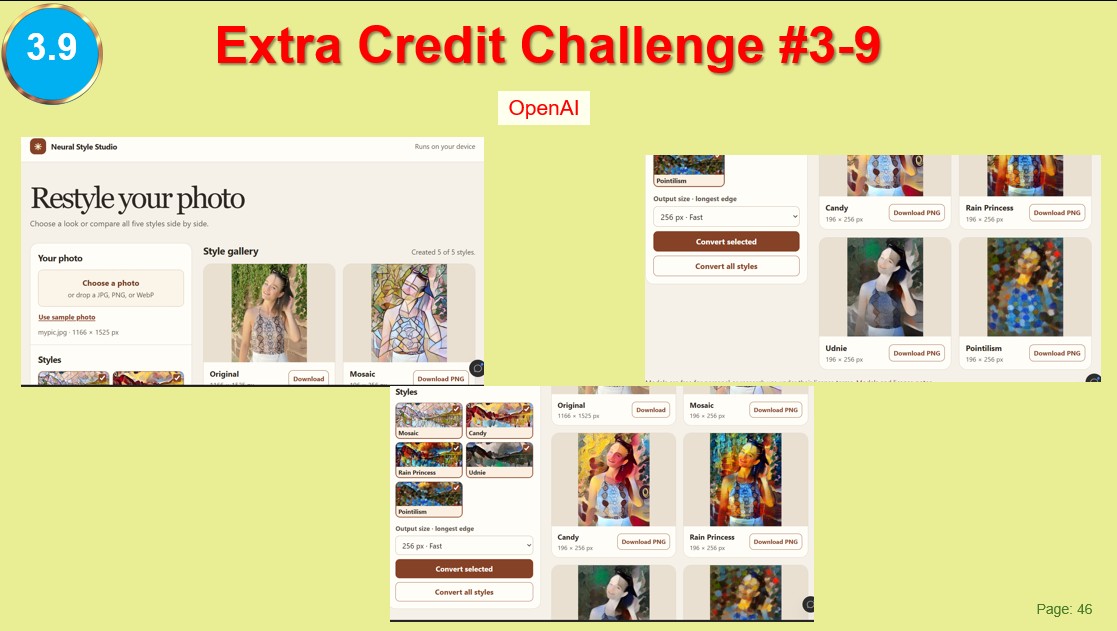 3.9
Extra Credit Challenge #3-9
OpenAI
Neural Style Studio
Runs on your device
Restyle your photo
Choose a look or compare all five styles side by side.
Your photo
Choose a photo
or drop a JPG, PNG, or WebP
Use sample photo
mypic.jpg · 1166 × 1525 px
Styles
Style gallery
Created 5 of 5 styles.
Original
Download
Mosaic
Download PNG
Pointilism
Output size · longest edge
256 px · Fast
Convert selected
Convert all styles
Candy
196 × 256 px
Download PNG
Rain Princess
196 × 256 px
Download PNG
Udnie
196 × 256 px
Download PNG
Pointilism
196 × 256 px
Download PNG
Styles
Mosaic
Candy
Rain Princess
Udnie
Pointilism
Output size · longest edge
256 px · Fast
Convert selected
Convert all styles
Original
1166 × 1525 px
Download
Mosaic
196 × 256 px
Download PNG
Candy
196 × 256 px
Download PNG
Rain Princess
196 × 256 px
Download PNG
Page: 46